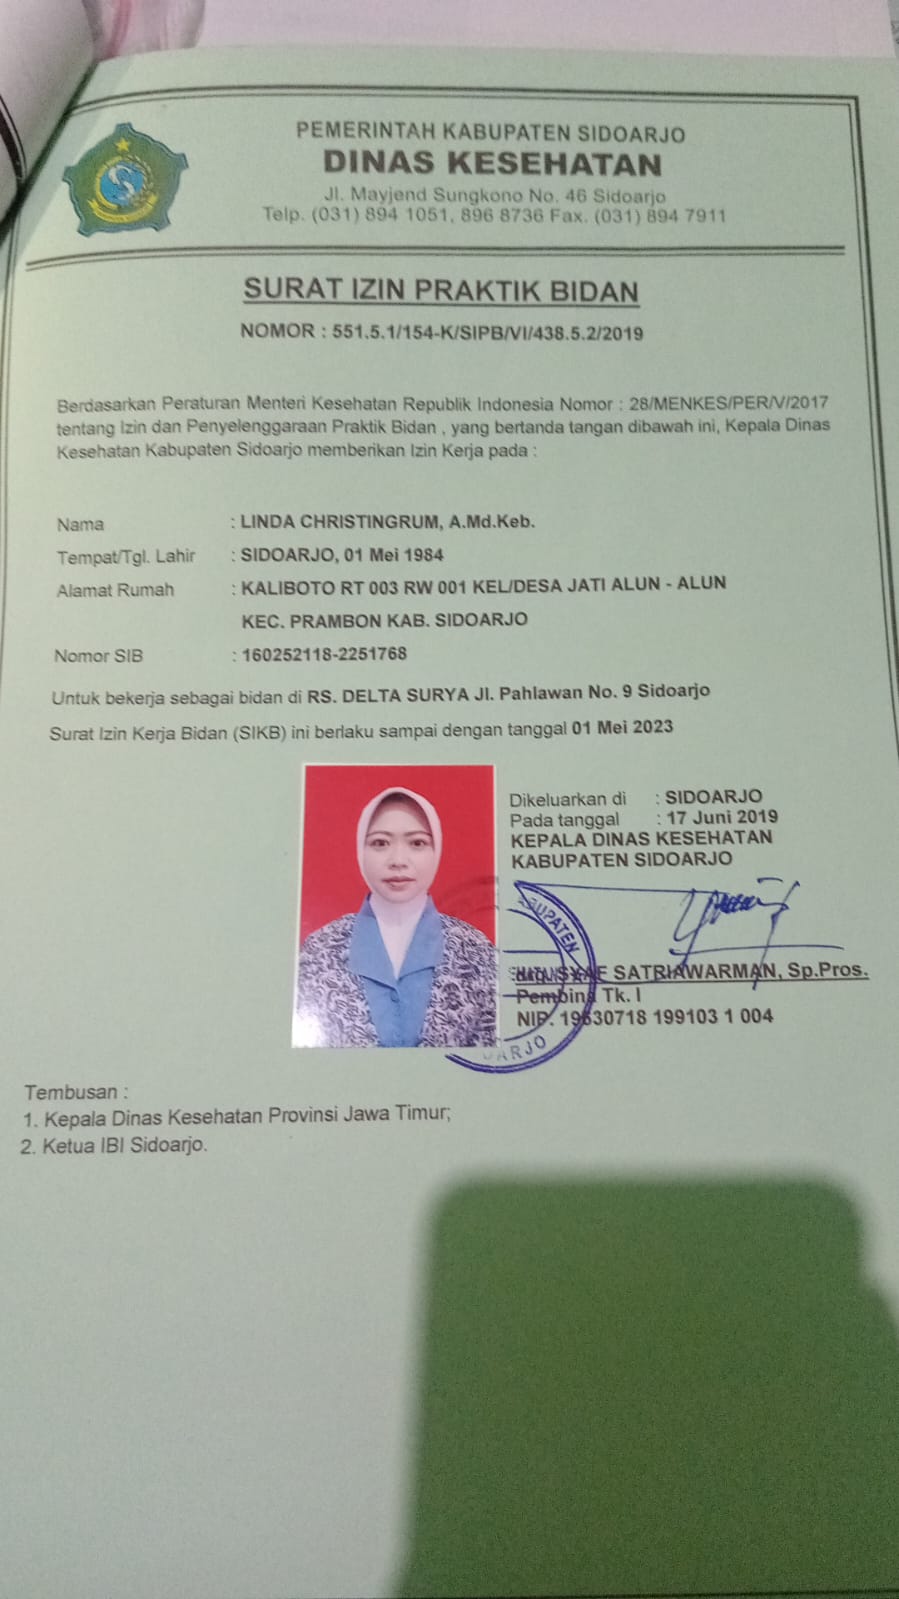 PEMERINTAH KABUPATEN SIDOARJO
DINAS KESEHATAN
Jl. Mayjend Sungkono No. 46 Sidoarjo
Telp. (031) 894 1051, 896 8736 Fax. (031) 894 7911
SURAT IZIN PRAKTIK BIDAN
NOMOR : 551.5.1/154-K/SIPB/VI/438.5.2/2019
Berdasarkan Peraturan Menteri Kesehatan Republik Indonesia Nomor : 28/MENKES/PER/V/2017
tentang Izin dan Penyelenggaraan Praktik Bidan , yang bertanda tangan dibawah ini, Kepala Dinas
Kesehatan Kabupaten Sidoarjo memberikan Izin Kerja pada :
Nama : LINDA CHRISTINGRUM, A.Md.Keb.
Tempat/Tgl. Lahir : SIDOARJO, 01 Mei 1984
Alamat Rumah : KALIBOTO RT 003 RW 001 KEL/DESA JATI ALUN - ALUN
KEC. PRAMBON KAB. SIDOARJO
Nomor SIB : 160252118-2251768
Untuk bekerja sebagai bidan di RS. DELTA SURYA Jl. Pahlawan No. 9 Sidoarjo
Surat Izin Kerja Bidan (SIKB) ini berlaku sampai dengan tanggal 01 Mei 2023
Dikeluarkan di : SIDOARJO
Pada tanggal : 17 Juni 2019
KEPALA DINAS KESEHATAN
KABUPATEN SIDOARJO
SATRIAWARMAN, Sp.Pros.
Pembina Tk. I
NIP. 19630718 199103 1 004
Tembusan :
1. Kepala Dinas Kesehatan Provinsi Jawa Timur;
2. Ketua IBI Sidoarjo.